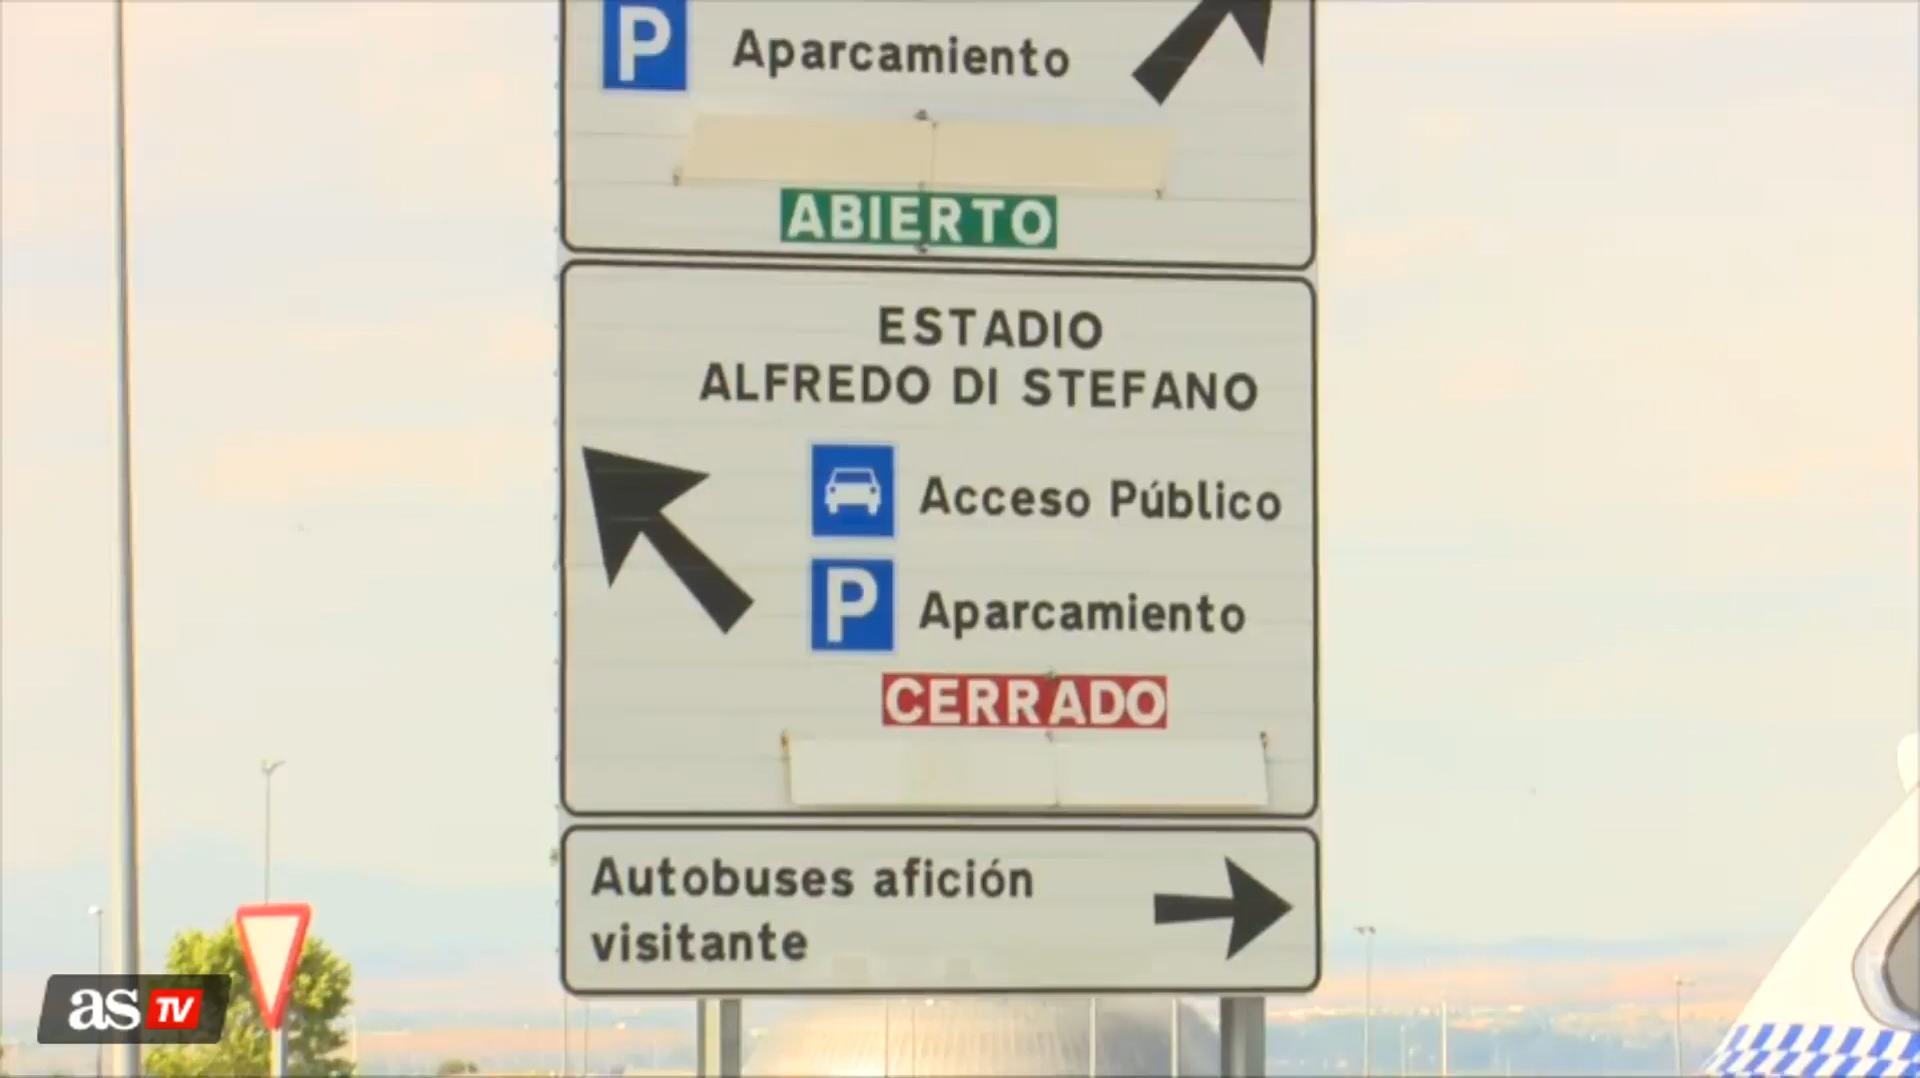 P Aparcamiento
ABIERTO
ESTADIO
ALFREDO DI STEFANO
Acceso Público
P Aparcamiento
CERRADO
Autobuses afición
visitante
as TV